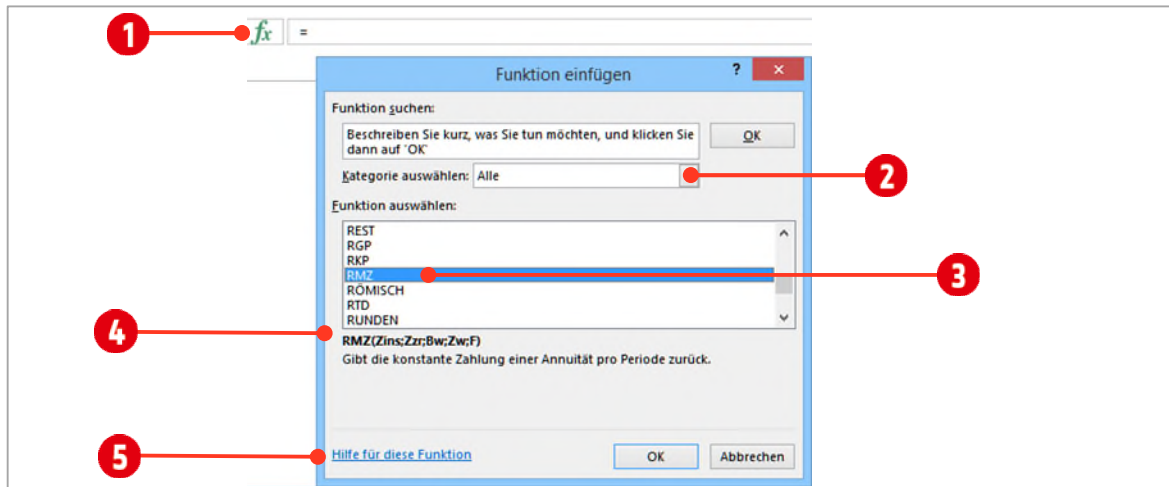 1 fx =
Funktion einfügen ? ×
Funktion suchen:
Beschreiben Sie kurz, was Sie tun möchten, und klicken Sie
dann auf 'OK'
OK
Kategorie auswählen: Alle
2
Funktion auswählen:
REST
RGP
RKP
RMZ
3
RÖMISCH
RTD
RUNDEN
4
RMZ(Zins;Zzr;Bw;Zw;F)
Gibt die konstante Zahlung einer Annuität pro Periode zurück.
5
Hilfe für diese Funktion
OK Abbrechen